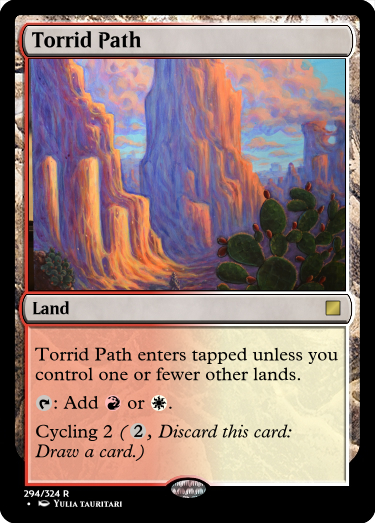 Torrid Path
Land
Torrid Path enters tapped unless you
control one or fewer other lands.
: Add or .
Cycling 2 ( 2, Discard this card:
Draw a card.)
294/324 R
• YULIA TAURITARI